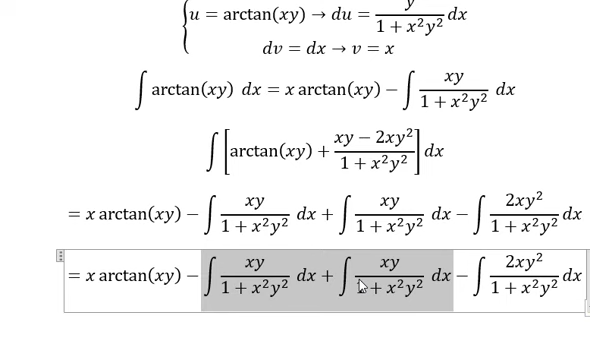 u = arctan(xy) → du = y / (1 + x²y²) dx
dv = dx → v = x
∫ arctan(xy) dx = x arctan(xy) − ∫ xy / (1 + x²y²) dx
∫ [arctan(xy) + (xy − 2xy²) / (1 + x²y²)] dx
= x arctan(xy) − ∫ xy / (1 + x²y²) dx + ∫ xy / (1 + x²y²) dx − ∫ 2xy² / (1 + x²y²) dx
= x arctan(xy) − ∫ xy / (1 + x²y²) dx + ∫ xy / (1 + x²y²) dx − ∫ 2xy² / (1 + x²y²) dx